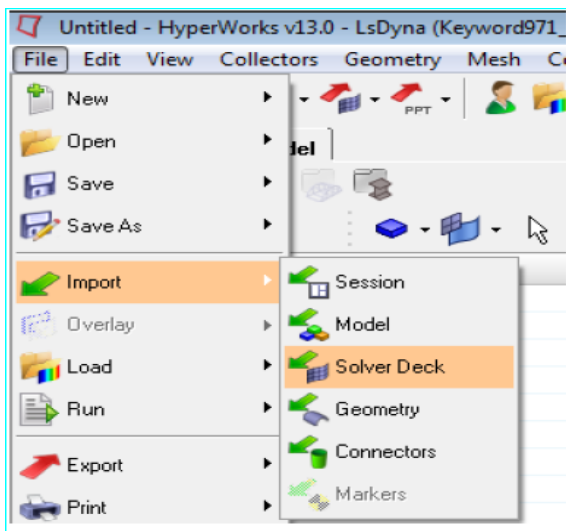 Untitled - HyperWorks v13.0 - LsDyna (Keyword971_
File Edit View Collectors Geometry Mesh
New
PPT
Open
Save
Save As
Import
Session
Overlay
Model
Load
Solver Deck
Run
Geometry
Connectors
Export
Markers
Print